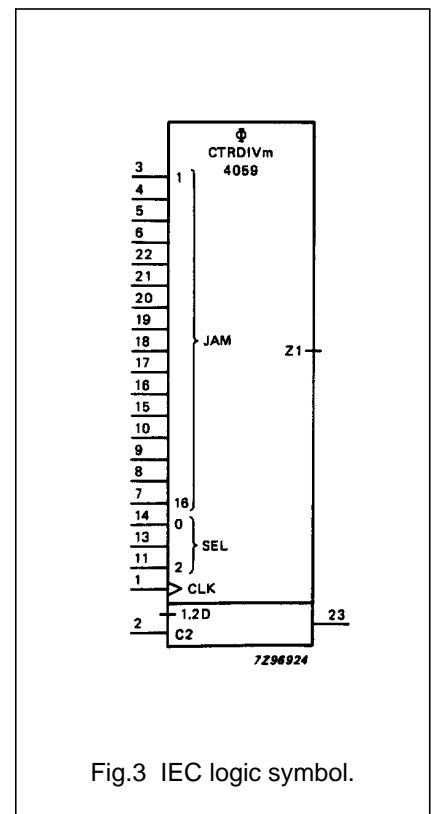 Φ
CTRDIVm
4059
3 1
4
5
6
22
21
20
19
18 JAM Z1
17
16
15
10
9
8
7 16
14 0
13 SEL
11 2
1 CLK
1,2D 23
2 C2
7Z96924
Fig.3 IEC logic symbol.